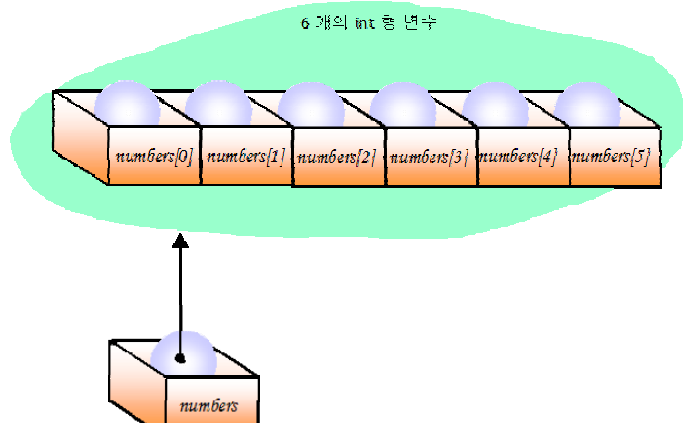 6 개의 int 형 변수
numbers[0] numbers[1] numbers[2] numbers[3] numbers[4] numbers[5]
numbers